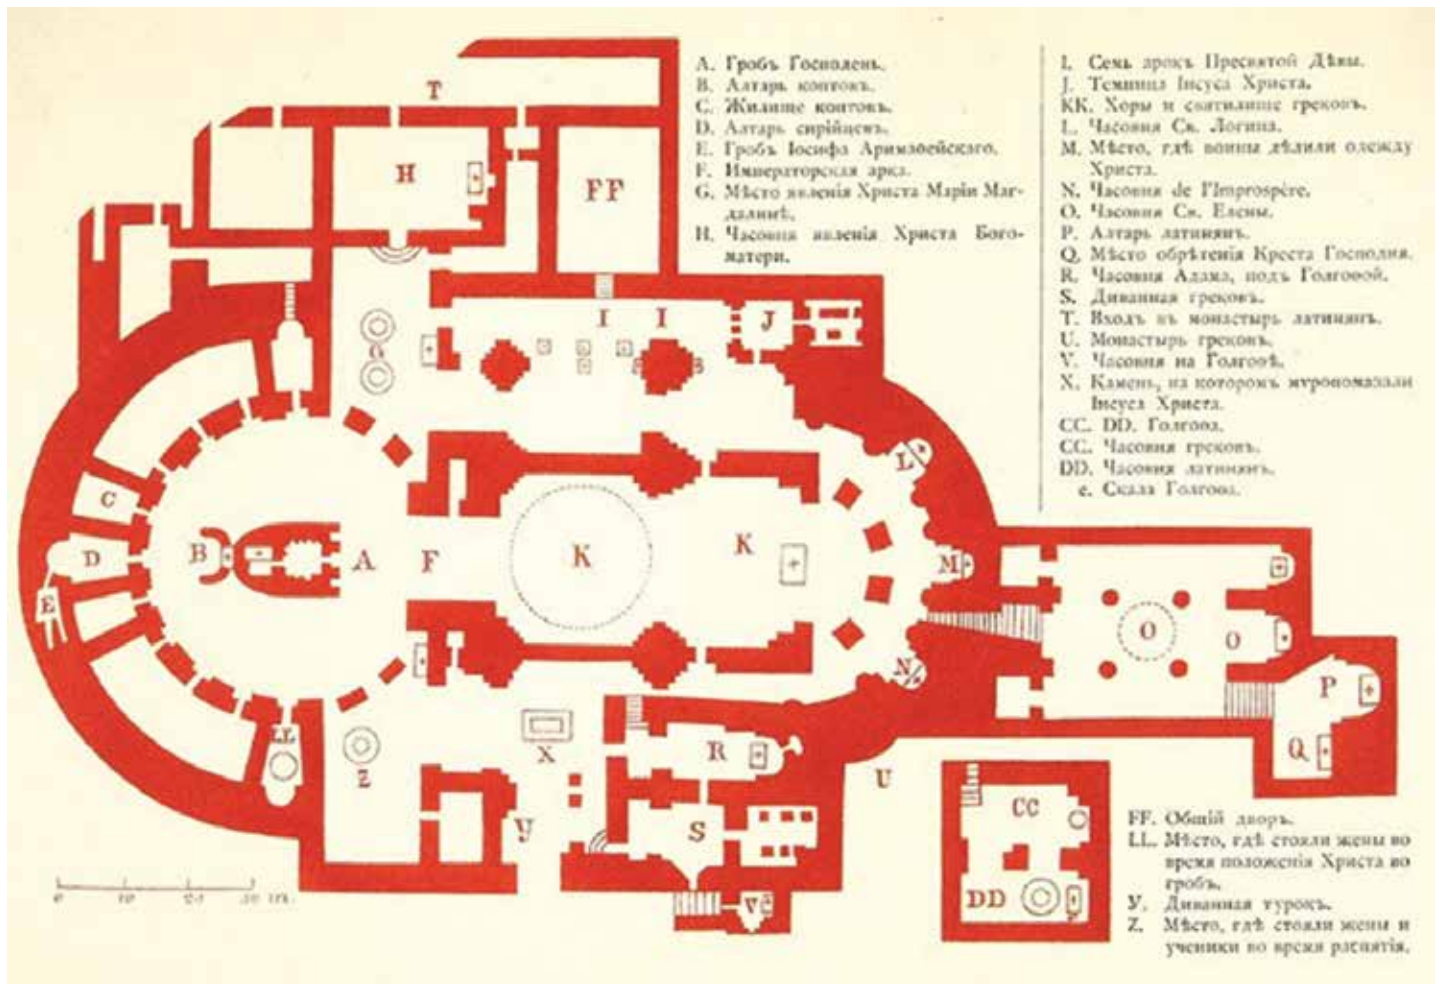 A. Гробъ Господень.
B. Алтарь коптовъ.
C. Жилище коптовъ.
D. Алтарь сирійцевъ.
E. Гробъ Іосифа Аримаѳейскаго.
F. Императорская арка.
G. Мѣсто явленія Христа Маріи Маг-
далинѣ.
H. Часовня явленія Христа Бого-
матери.
I. Семь арокъ Пресвятой Дѣвы.
J. Темница Іисуса Христа.
KK. Хоры и святилище грековъ.
L. Часовня Св. Логина.
M. Мѣсто, гдѣ воины дѣлили одежду
Христа.
N. Часовня de l'Impropère.
O. Часовня Св. Елены.
P. Алтарь латинянъ.
Q. Мѣсто обрѣтенія Креста Господня.
R. Часовня Адама, подъ Голгоѳой.
S. Диванная грековъ.
T. Входъ въ монастырь латинянъ.
U. Монастырь грековъ.
V. Часовня на Голгоѳѣ.
X. Камень, на которомъ мѵропомазали
Іисуса Христа.
CC. DD. Голгоѳа.
CC. Часовня грековъ.
DD. Часовня латинянъ.
e. Скала Голгоѳа.
T
H
FF
I I J
G
L
C
D
B
A
F
K
K
M
E
O
O
N
P
LL
Z
X
R
Q
U
У
S
V
CC
DD
FF. Общій дворъ.
LL. Мѣсто, гдѣ стояли жены во
время положенія Христа во
гробъ.
У. Диванная турокъ.
Z. Мѣсто, гдѣ стояли жены и
ученики во время распятія.